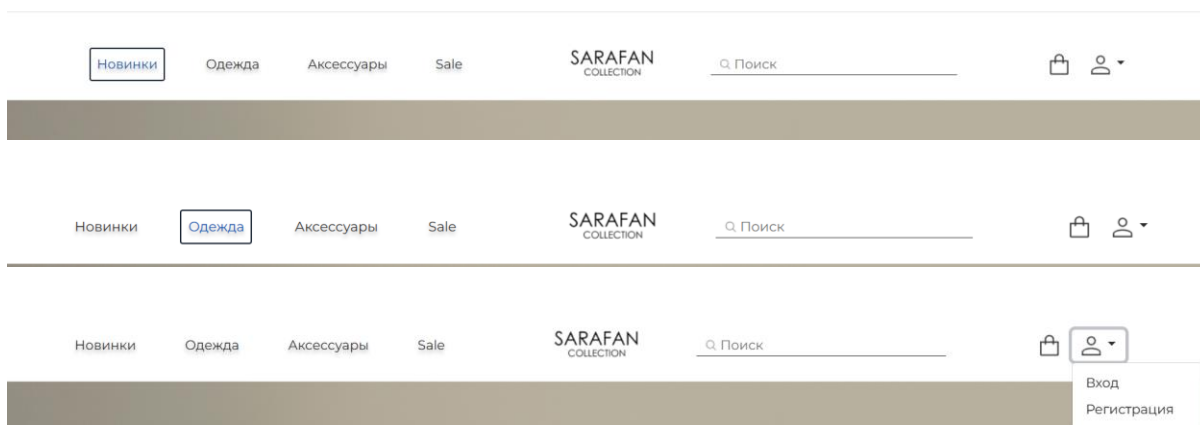 Новинки Одежда Аксессуары Sale SARAFAN COLLECTION Поиск
Новинки Одежда Аксессуары Sale SARAFAN COLLECTION Поиск
Новинки Одежда Аксессуары Sale SARAFAN COLLECTION Поиск
Вход
Регистрация